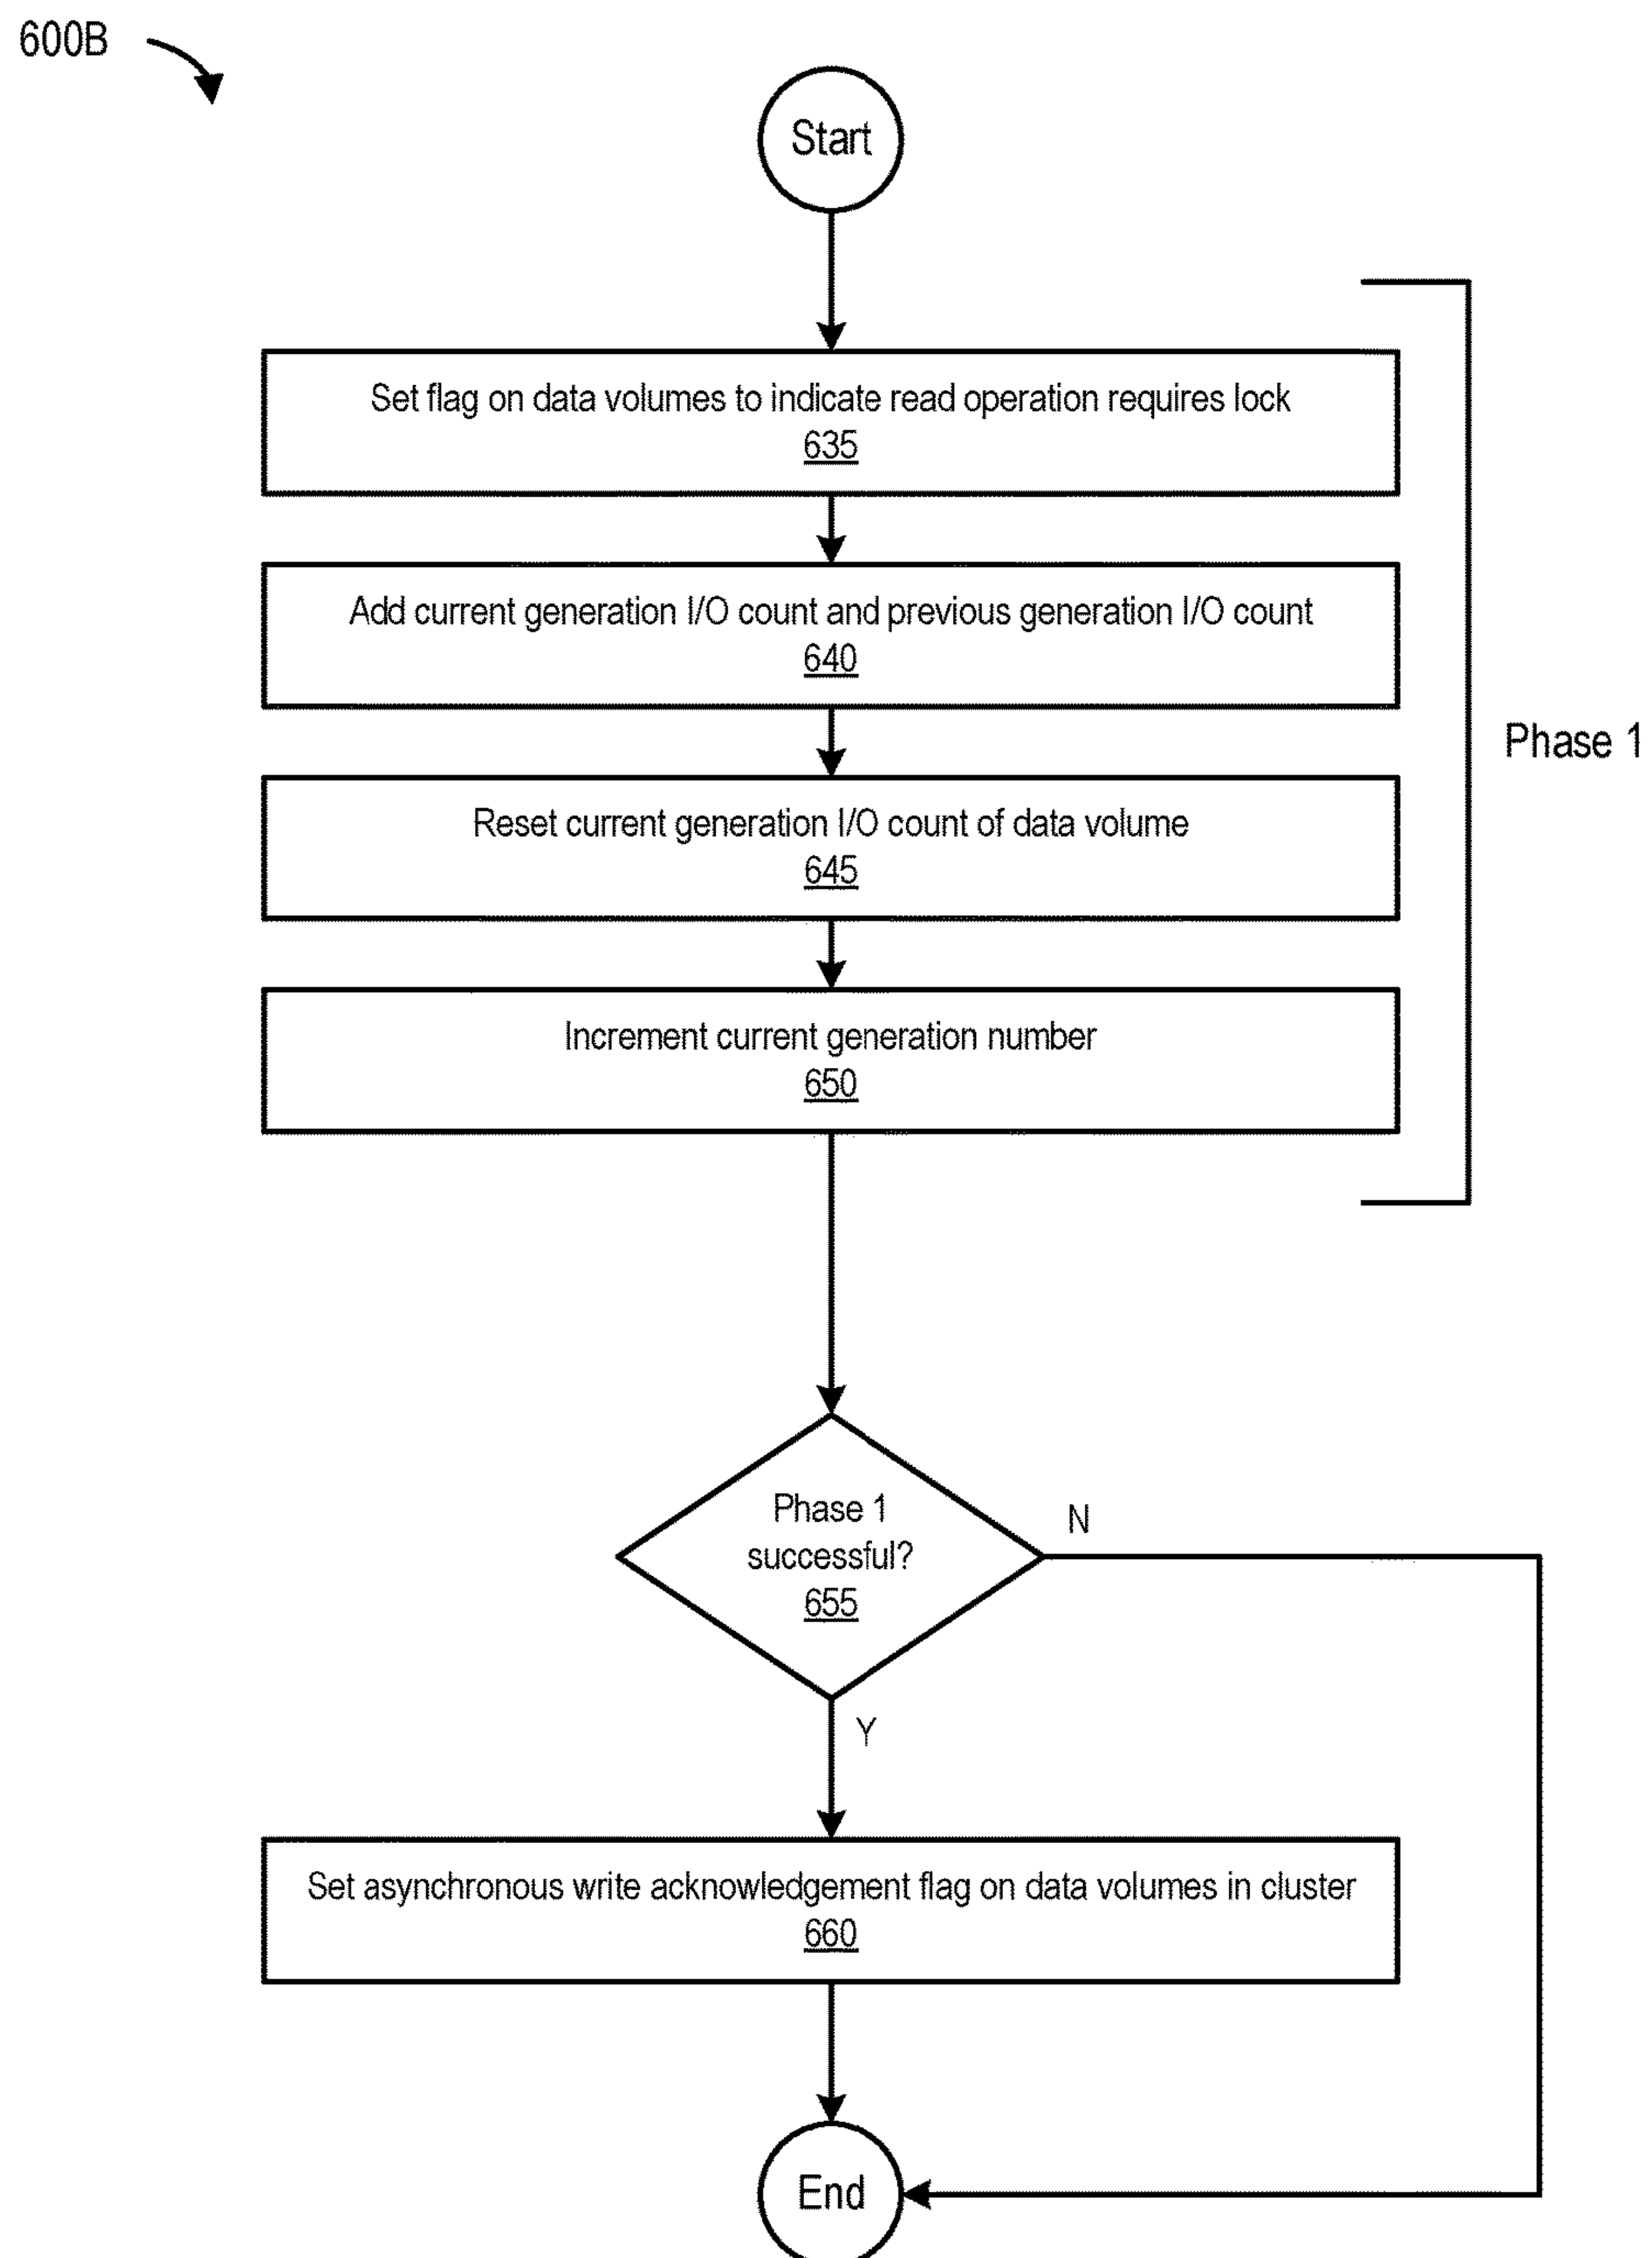 600B
Start
Set flag on data volumes to indicate read operation requires lock
635
Add current generation I/O count and previous generation I/O count
640
Reset current generation I/O count of data volume
645
Phase 1
Increment current generation number
650
Phase 1
successful?
655
N
Y
Set asynchronous write acknowledgement flag on data volumes in cluster
660
End